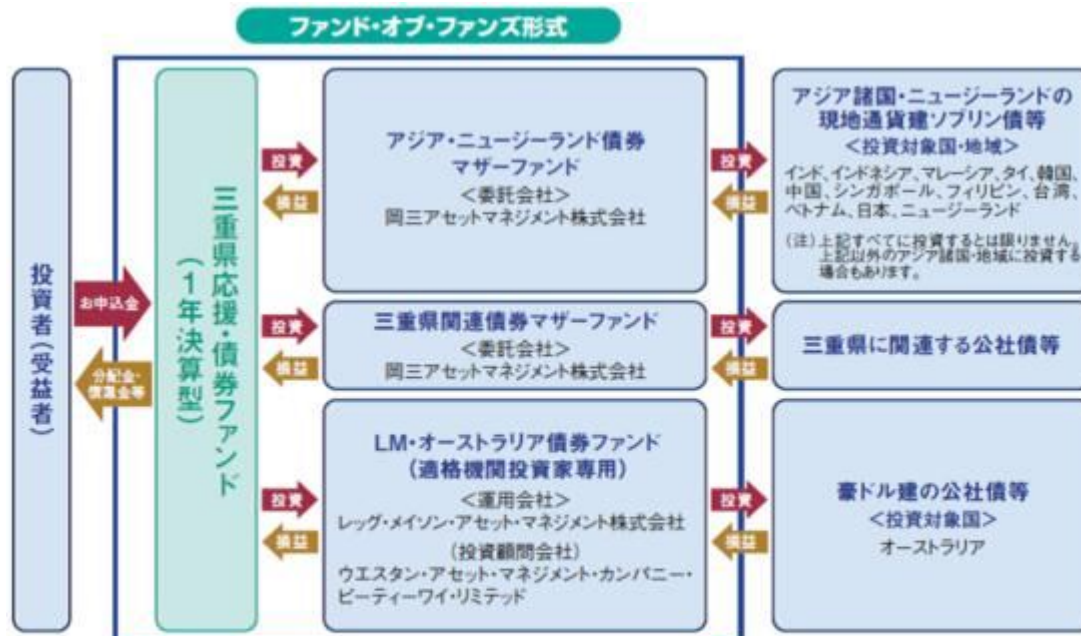 ファンド・オブ・ファンズ形式
投資者(受益者)
お申込金
分配金・
償還金等
三重県応援・債券ファンド
(1年決算型)
投資
損益
アジア・ニュージーランド債券
マザーファンド
<委託会社>
岡三アセットマネジメント株式会社
投資
損益
アジア諸国・ニュージーランドの
現地通貨建ソブリン債等
<投資対象国・地域>
インド、インドネシア、マレーシア、タイ、韓国、
中国、シンガポール、フィリピン、台湾、
ベトナム、日本、ニュージーランド
(注)上記すべてに投資するとは限りません。
上記以外のアジア諸国・地域に投資する
場合もあります。
投資
損益
三重県関連債券マザーファンド
<委託会社>
岡三アセットマネジメント株式会社
投資
損益
三重県に関連する公社債等
投資
損益
LM・オーストラリア債券ファンド
(適格機関投資家専用)
<運用会社>
レッグ・メイソン・アセット・マネジメント株式会社
(投資顧問会社)
ウエスタン・アセット・マネジメント・カンパニー・
ピーティーワイ・リミテッド
投資
損益
豪ドル建の公社債等
<投資対象国>
オーストラリア